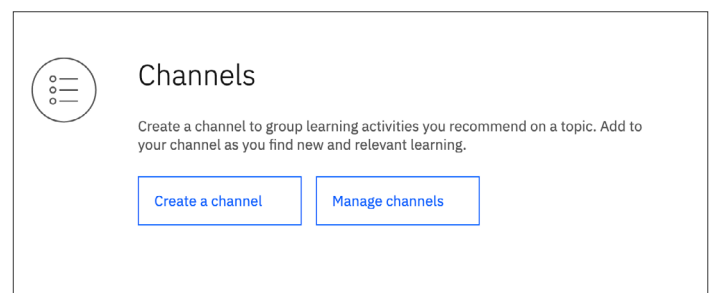 Channels
Create a channel to group learning activities you recommend on a topic. Add to
your channel as you find new and relevant learning.
Create a channel
Manage channels